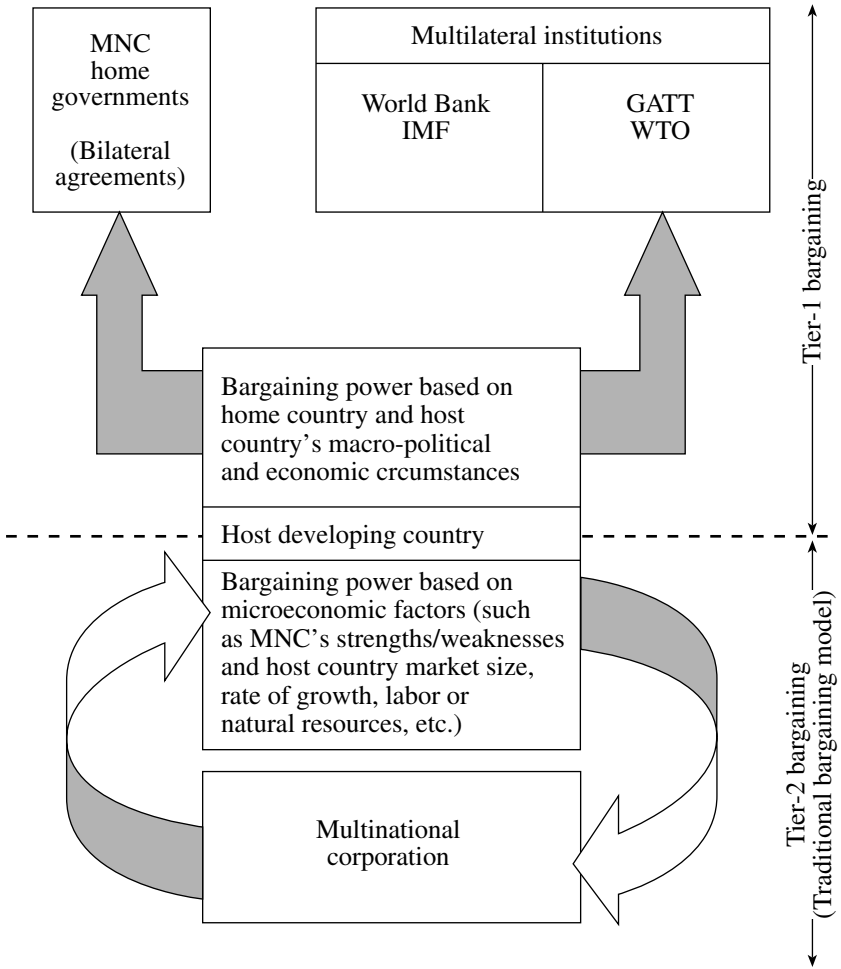 MNC
home
governments
(Bilateral
agreements)
Multilateral institutions
World Bank
IMF
GATT
WTO
Tier-1 bargaining
Bargaining power based on
home country and host
country’s macro-political
and economic crcumstances
Host developing country
Bargaining power based on
microeconomic factors (such
as MNC’s strengths/weaknesses
and host country market size,
rate of growth, labor or
natural resources, etc.)
Tier-2 bargaining
(Traditional bargaining model)
Multinational
corporation